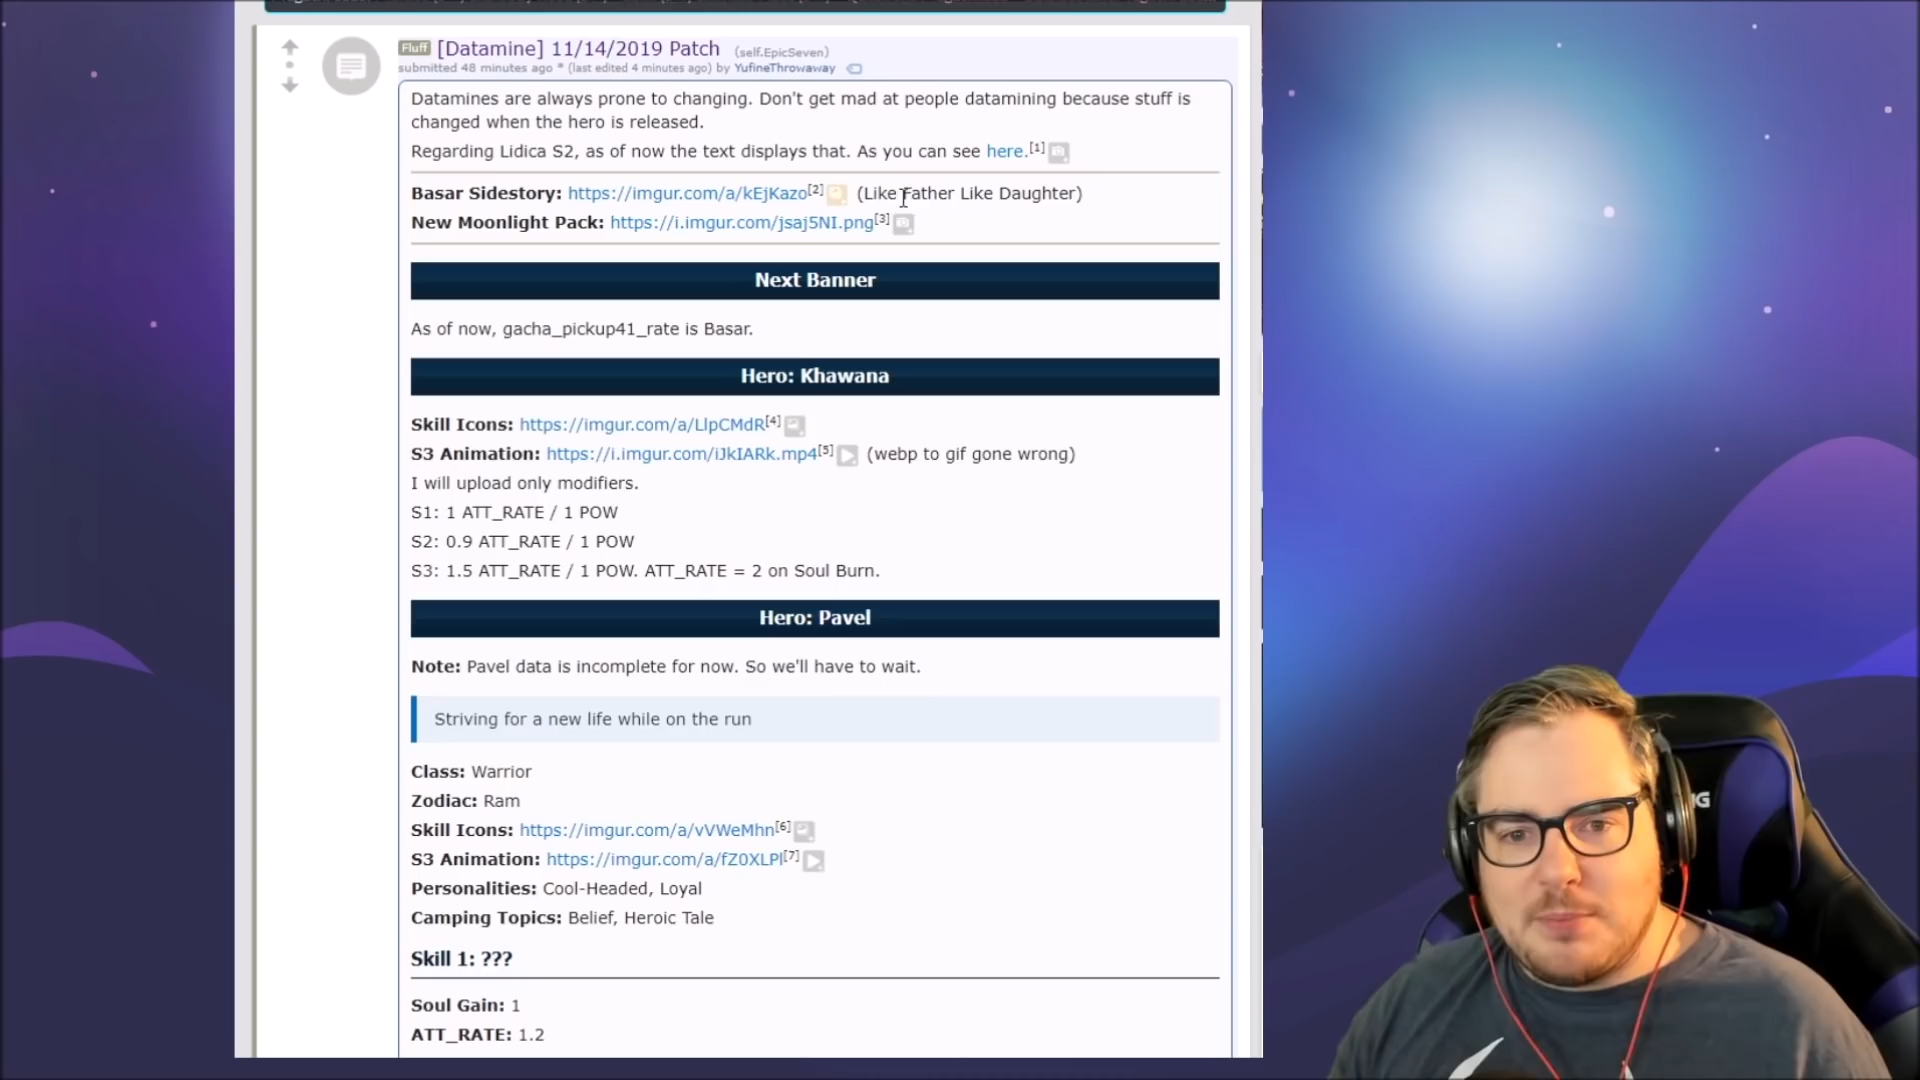 Fluff [Datamine] 11/14/2019 Patch (self.EpicSeven)
submitted 48 minutes ago * (last edited 4 minutes ago) by YufineThrowaway
Datamines are always prone to changing. Don't get mad at people datamining because stuff is
changed when the hero is released.
Regarding Lidica S2, as of now the text displays that. As you can see here.[1]
Basar Sidestory: https://imgur.com/a/kEjKazo[2] (Like Father Like Daughter)
New Moonlight Pack: https://i.imgur.com/jsaj5NI.png[3]
Next Banner
As of now, gacha_pickup41_rate is Basar.
Hero: Khawana
Skill Icons: https://imgur.com/a/LlpCMdR[4]
S3 Animation: https://i.imgur.com/iJkIARk.mp4[5] (webp to gif gone wrong)
I will upload only modifiers.
S1: 1 ATT_RATE / 1 POW
S2: 0.9 ATT_RATE / 1 POW
S3: 1.5 ATT_RATE / 1 POW. ATT_RATE = 2 on Soul Burn.
Hero: Pavel
Note: Pavel data is incomplete for now. So we'll have to wait.
Striving for a new life while on the run
Class: Warrior
Zodiac: Ram
Skill Icons: https://imgur.com/a/vVWeMhn[6]
S3 Animation: https://imgur.com/a/fZ0XLPl[7]
Personalities: Cool-Headed, Loyal
Camping Topics: Belief, Heroic Tale
Skill 1: ???
Soul Gain: 1
ATT_RATE: 1.2